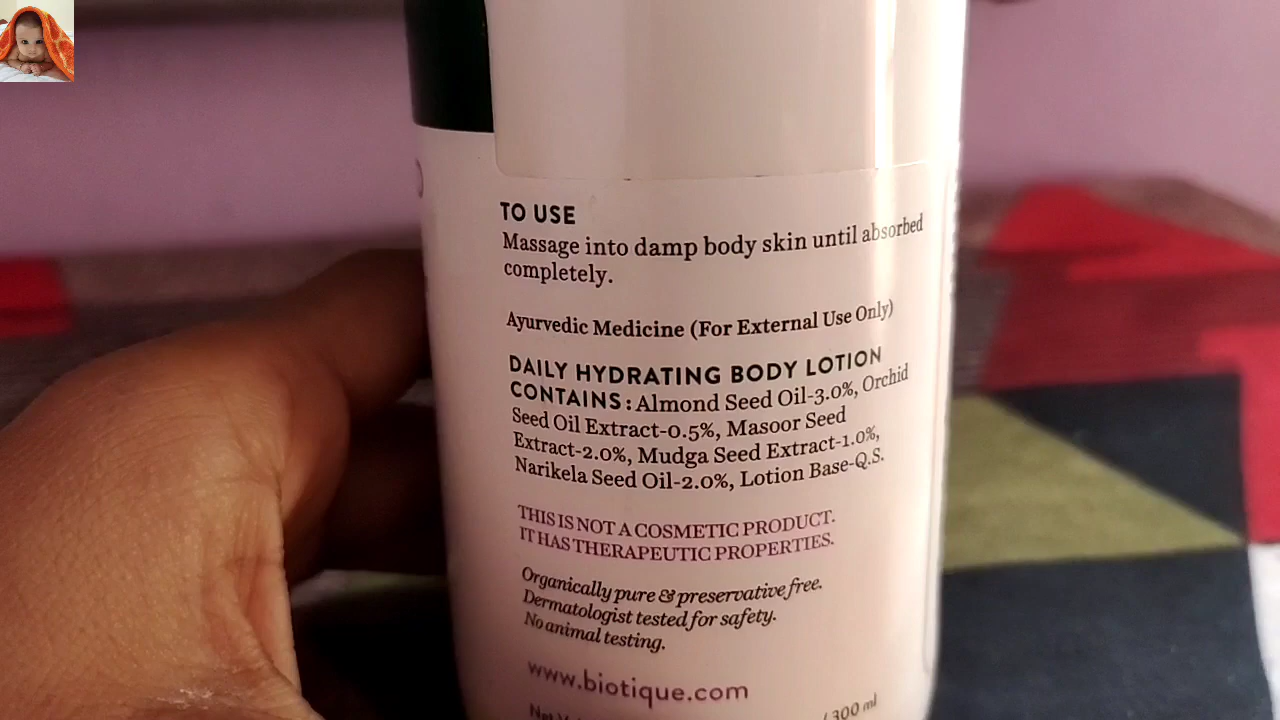 TO USE
Massage into damp body skin until absorbed
completely.
Ayurvedic Medicine (For External Use Only)
DAILY HYDRATING BODY LOTION
CONTAINS: Almond Seed Oil-3.0%, Orchid
Seed Oil Extract-0.5%, Masoor Seed
Extract-2.0%, Mudga Seed Extract-1.0%,
Narikela Seed Oil-2.0%, Lotion Base-Q.S.
THIS IS NOT A COSMETIC PRODUCT.
IT HAS THERAPEUTIC PROPERTIES.
Organically pure & preservative free.
Dermatologist tested for safety.
No animal testing.
www.biotique.com
/ 300 ml